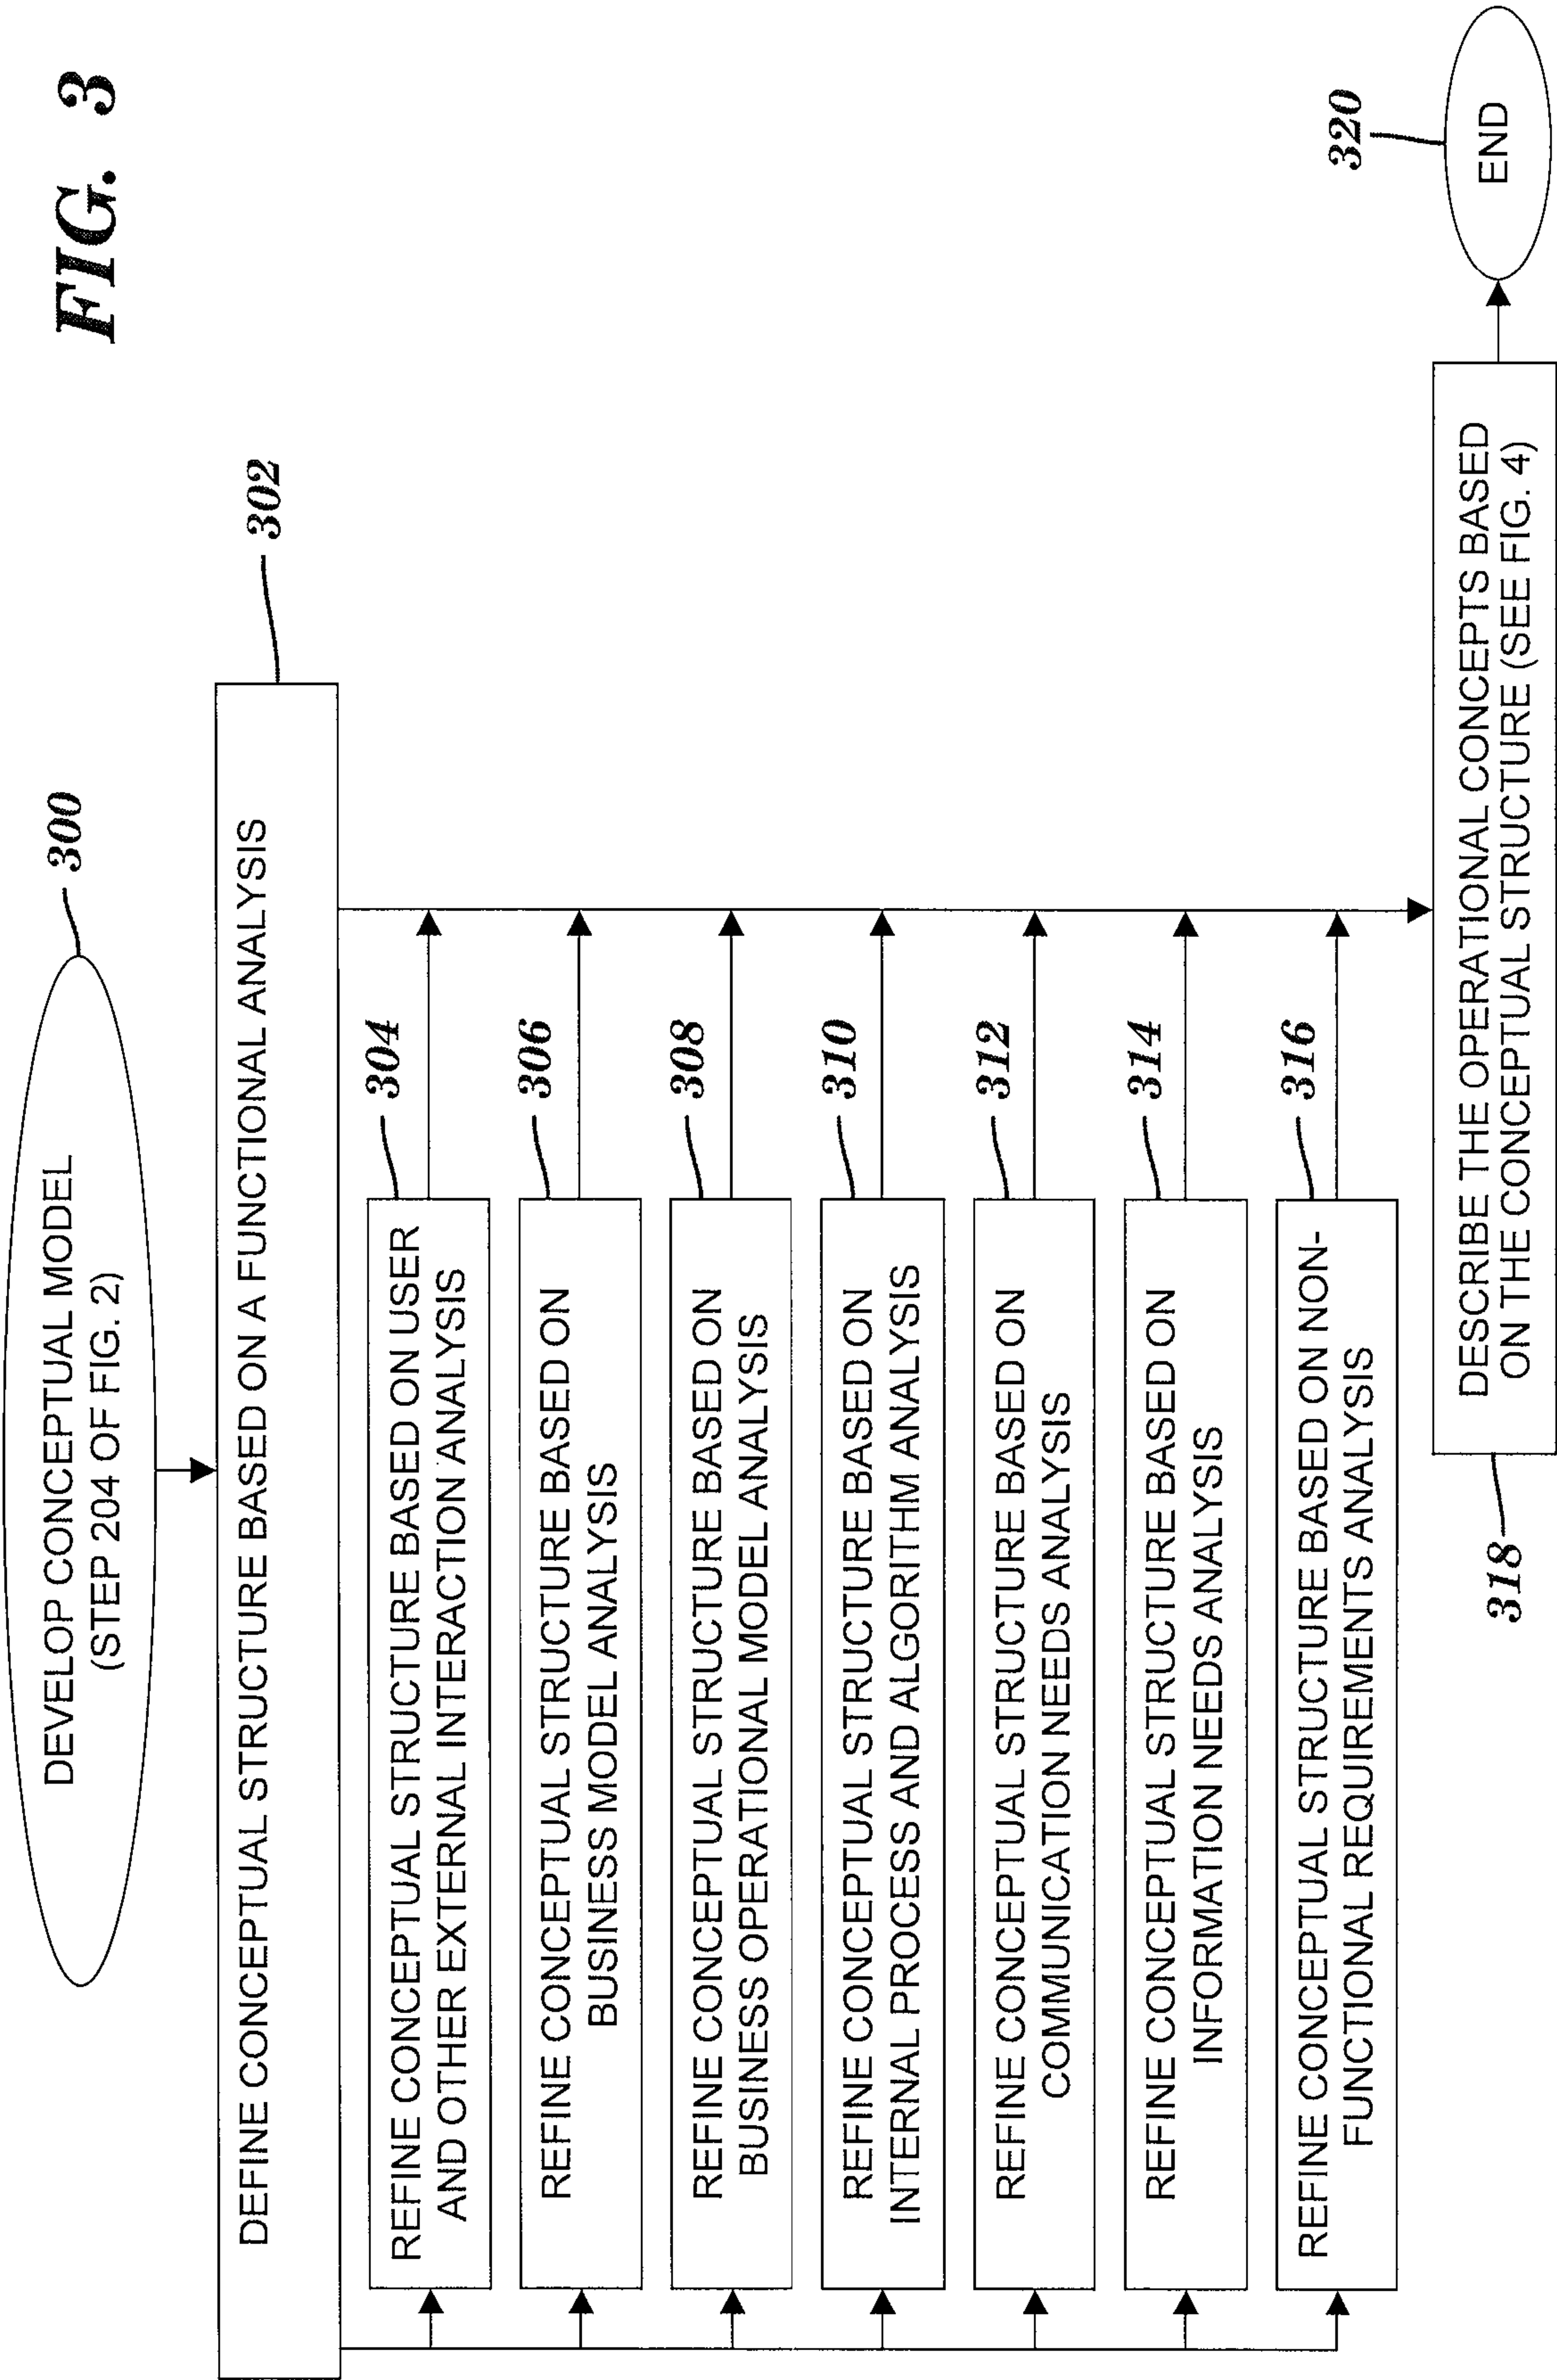 FIG. 3
300
DEVELOP CONCEPTUAL MODEL
(STEP 204 OF FIG. 2)
302
DEFINE CONCEPTUAL STRUCTURE BASED ON A FUNCTIONAL ANALYSIS
304
REFINE CONCEPTUAL STRUCTURE BASED ON USER
AND OTHER EXTERNAL INTERACTION ANALYSIS
306
REFINE CONCEPTUAL STRUCTURE BASED ON
BUSINESS MODEL ANALYSIS
308
REFINE CONCEPTUAL STRUCTURE BASED ON
BUSINESS OPERATIONAL MODEL ANALYSIS
310
REFINE CONCEPTUAL STRUCTURE BASED ON
INTERNAL PROCESS AND ALGORITHM ANALYSIS
312
REFINE CONCEPTUAL STRUCTURE BASED ON
COMMUNICATION NEEDS ANALYSIS
314
REFINE CONCEPTUAL STRUCTURE BASED ON
INFORMATION NEEDS ANALYSIS
316
REFINE CONCEPTUAL STRUCTURE BASED ON NON-
FUNCTIONAL REQUIREMENTS ANALYSIS
318
DESCRIBE THE OPERATIONAL CONCEPTS BASED
ON THE CONCEPTUAL STRUCTURE (SEE FIG. 4)
320
END